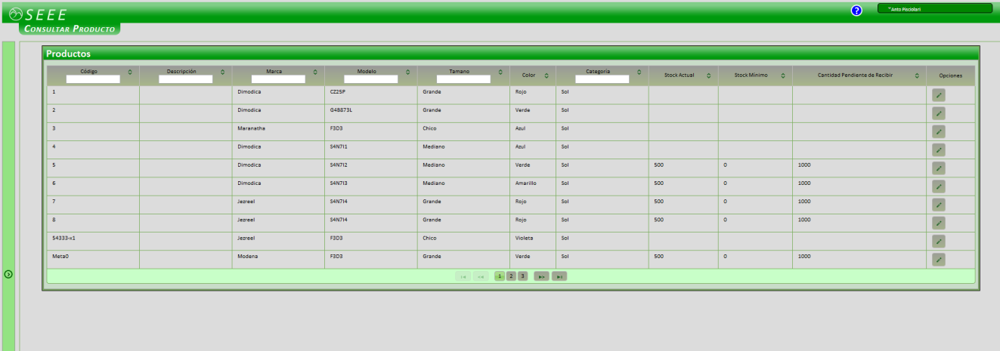 SEEE
? Anto Pisciolari
Consultar Producto
Productos
Código Descripción Marca Modelo Tamano Color Categoría Stock Actual Stock Mínimo Cantidad Pendiente de Recibir Opciones
1 Dimodica CZ25P Grande Rojo Sol
2 Dimodica G4B873L Grande Verde Sol
3 Maranatha F3D3 Chico Azul Sol
4 Dimodica S4N7I1 Mediano Azul Sol
5 Dimodica S4N7I2 Mediano Verde Sol 500 0 1000
6 Dimodica S4N7I3 Mediano Amarillo Sol 500 0 1000
7 Jezreel S4N7I4 Grande Rojo Sol 500 0 1000
8 Jezreel S4N7I4 Grande Rojo Sol 500 0 1000
54333-x1 Jezreel F3D3 Chico Violeta Sol
Meta0 Modena F3D3 Grande Verde Sol 500 0 1000
1 2 3